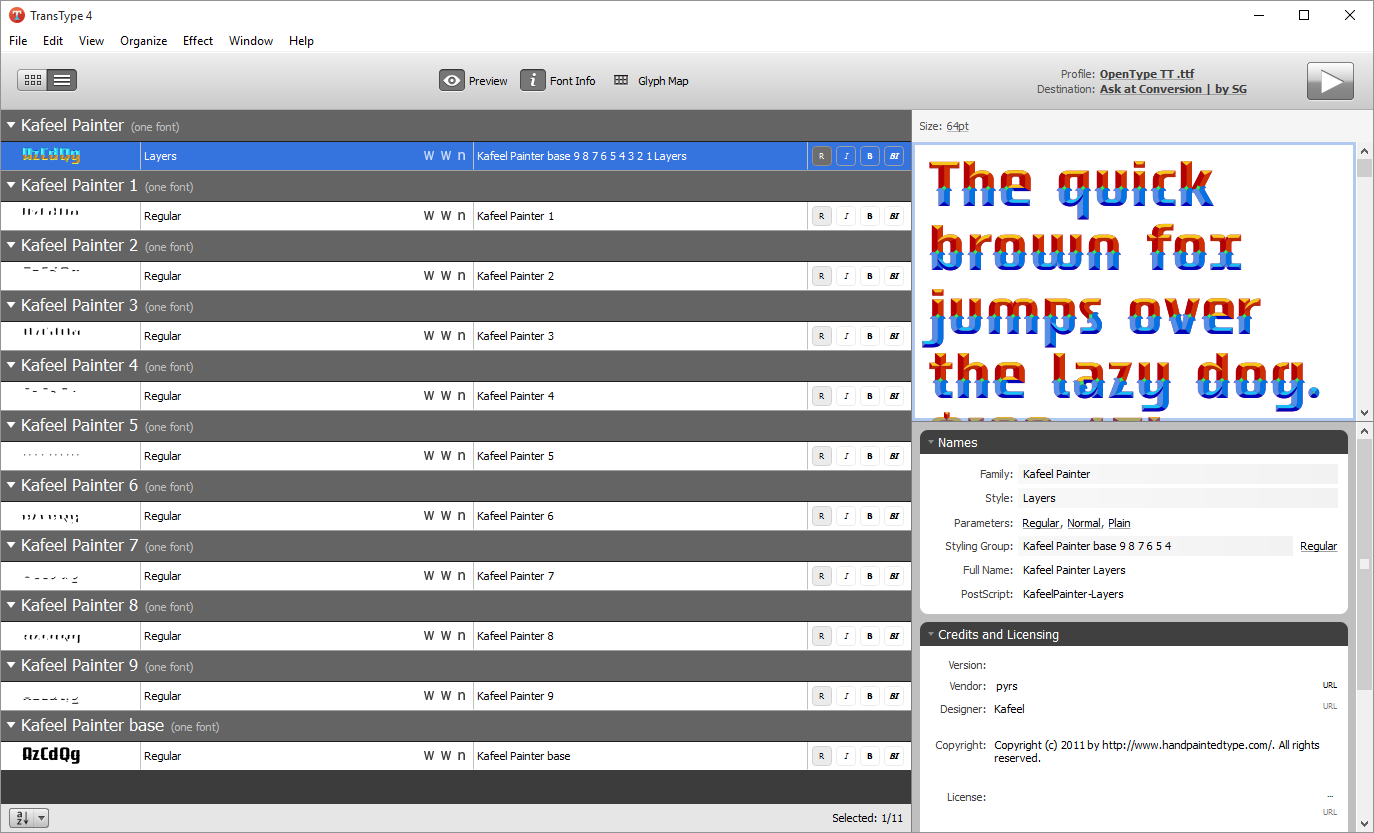 TransType 4
File Edit View Organize Effect Window Help
Preview Font Info Glyph Map
Profile: OpenType TT .ttf
Destination: Ask at Conversion | by SG
Kafeel Painter (one font)
AzCdQg Layers W W n Kafeel Painter base 9 8 7 6 5 4 3 2 1 Layers R I B BI
Kafeel Painter 1 (one font)
Regular W W n Kafeel Painter 1 R I B BI
Kafeel Painter 2 (one font)
Regular W W n Kafeel Painter 2 R I B BI
Kafeel Painter 3 (one font)
Regular W W n Kafeel Painter 3 R I B BI
Kafeel Painter 4 (one font)
Regular W W n Kafeel Painter 4 R I B BI
Kafeel Painter 5 (one font)
Regular W W n Kafeel Painter 5 R I B BI
Kafeel Painter 6 (one font)
Regular W W n Kafeel Painter 6 R I B BI
Kafeel Painter 7 (one font)
Regular W W n Kafeel Painter 7 R I B BI
Kafeel Painter 8 (one font)
Regular W W n Kafeel Painter 8 R I B BI
Kafeel Painter 9 (one font)
Regular W W n Kafeel Painter 9 R I B BI
Kafeel Painter base (one font)
AzCdQg Regular W W n Kafeel Painter base R I B BI
Selected: 1/11
Size: 64pt
The quick
brown fox
jumps over
the lazy dog.
Names
Family: Kafeel Painter
Style: Layers
Parameters: Regular, Normal, Plain
Styling Group: Kafeel Painter base 9 8 7 6 5 4 Regular
Full Name: Kafeel Painter Layers
PostScript: KafeelPainter-Layers
Credits and Licensing
Version:
Vendor: pyrs URL
Designer: Kafeel URL
Copyright: Copyright (c) 2011 by http://www.handpaintedtype.com/. All rights
reserved.
License: ...
URL